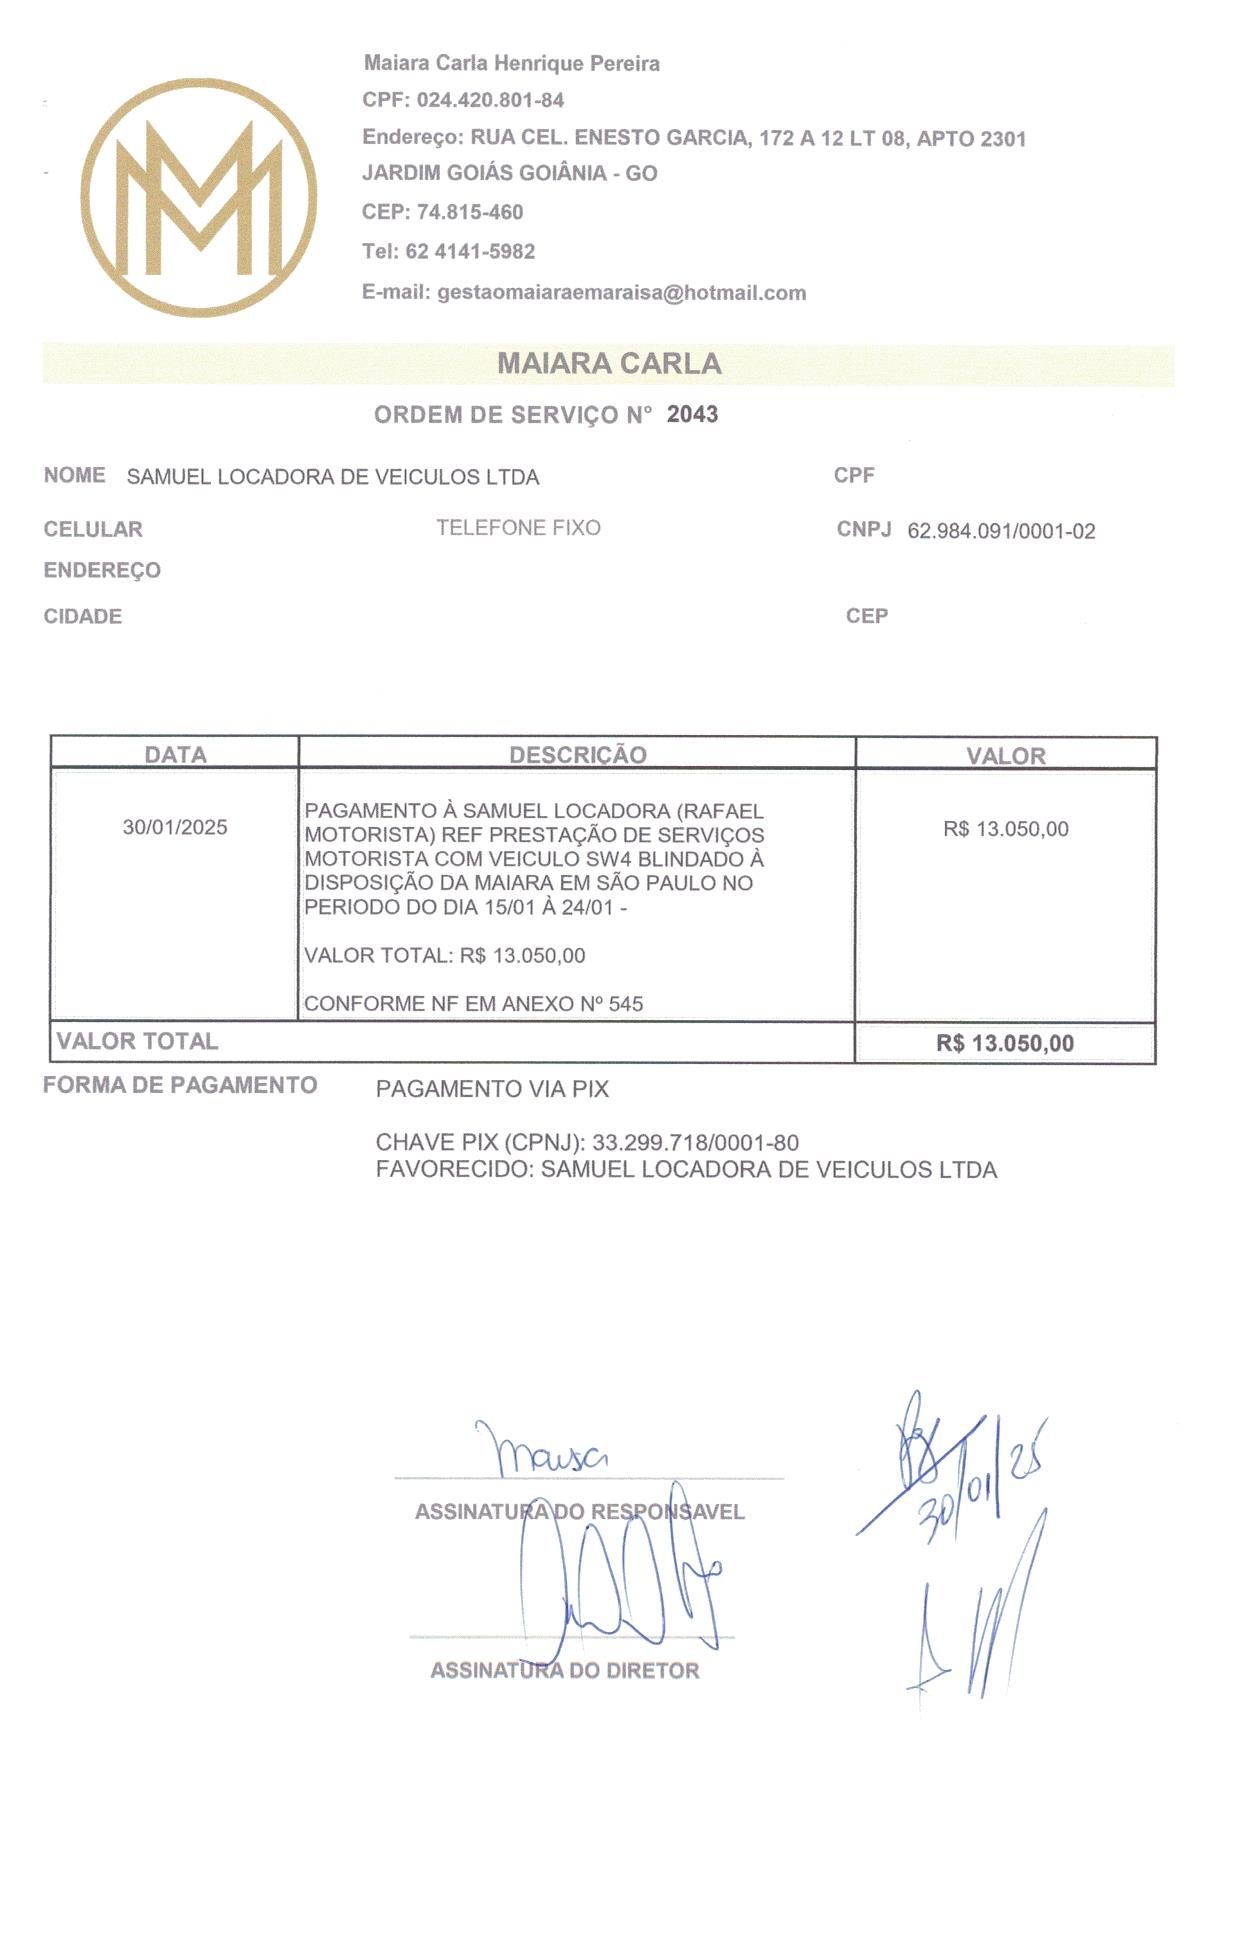 Maiara Carla Henrique Pereira
CPF: 024.420.801-84
Endereço: RUA CEL. ENESTO GARCIA, 172 A 12 LT 08, APTO 2301
JARDIM GOIÁS GOIÂNIA - GO
CEP: 74.815-460
Tel: 62 4141-5982
E-mail: gestaomaiaraemaraisa@hotmail.com
MAIARA CARLA
ORDEM DE SERVIÇO N° 2043
NOME SAMUEL LOCADORA DE VEICULOS LTDA CPF
CELULAR TELEFONE FIXO CNPJ 62.984.091/0001-02
ENDEREÇO
CIDADE CEP
DATA DESCRIÇÃO VALOR
PAGAMENTO À SAMUEL LOCADORA (RAFAEL
30/01/2025 MOTORISTA) REF PRESTAÇÃO DE SERVIÇOS R$ 13.050,00
MOTORISTA COM VEICULO SW4 BLINDADO À
DISPOSIÇÃO DA MAIARA EM SÃO PAULO NO
PERIODO DO DIA 15/01 À 24/01 -
VALOR TOTAL: R$ 13.050,00
CONFORME NF EM ANEXO Nº 545
VALOR TOTAL R$ 13.050,00
FORMA DE PAGAMENTO PAGAMENTO VIA PIX
CHAVE PIX (CPNJ): 33.299.718/0001-80
FAVORECIDO: SAMUEL LOCADORA DE VEICULOS LTDA
30/01/25
ASSINATURA DO RESPONSAVEL
ASSINATURA DO DIRETOR